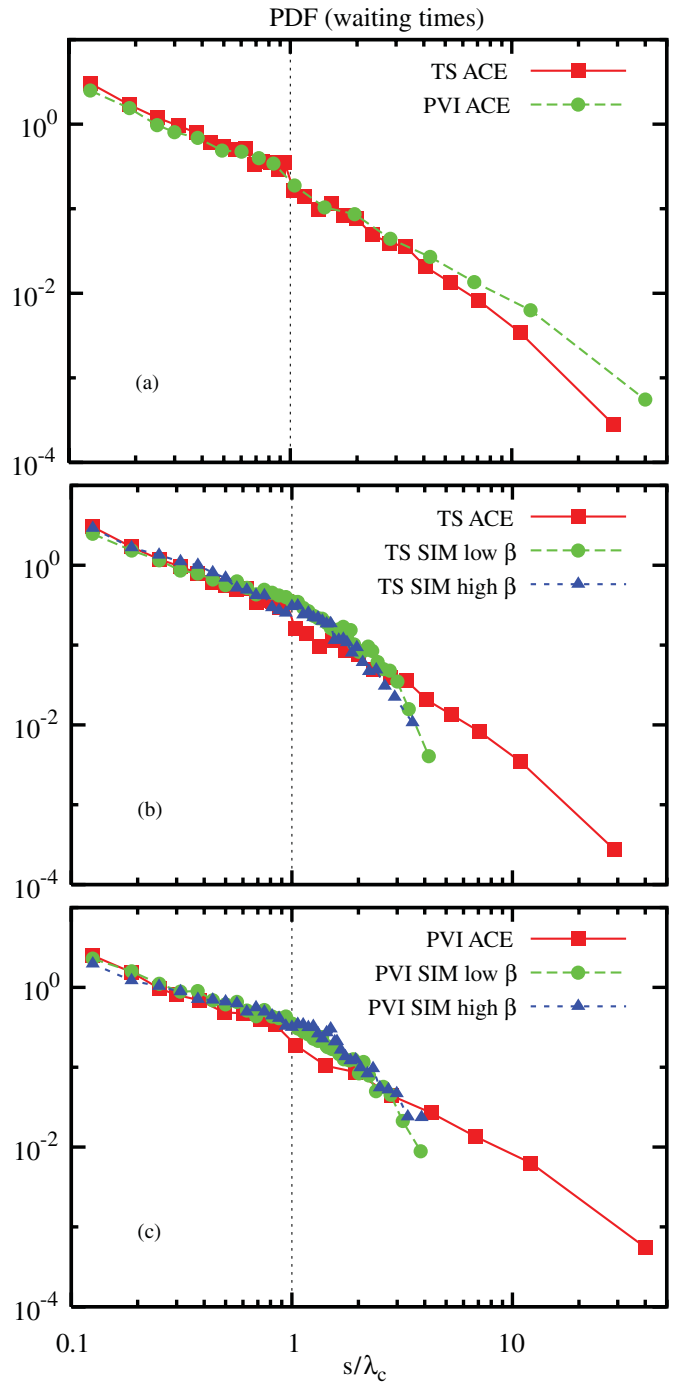 PDF (waiting times)
TS ACE
PVI ACE
10^0
10^-2
(a)
10^-4
TS ACE
TS SIM low β
TS SIM high β
10^0
10^-2
(b)
10^-4
PVI ACE
PVI SIM low β
PVI SIM high β
10^0
10^-2
(c)
10^-4
0.1 1 10
s/λ_c